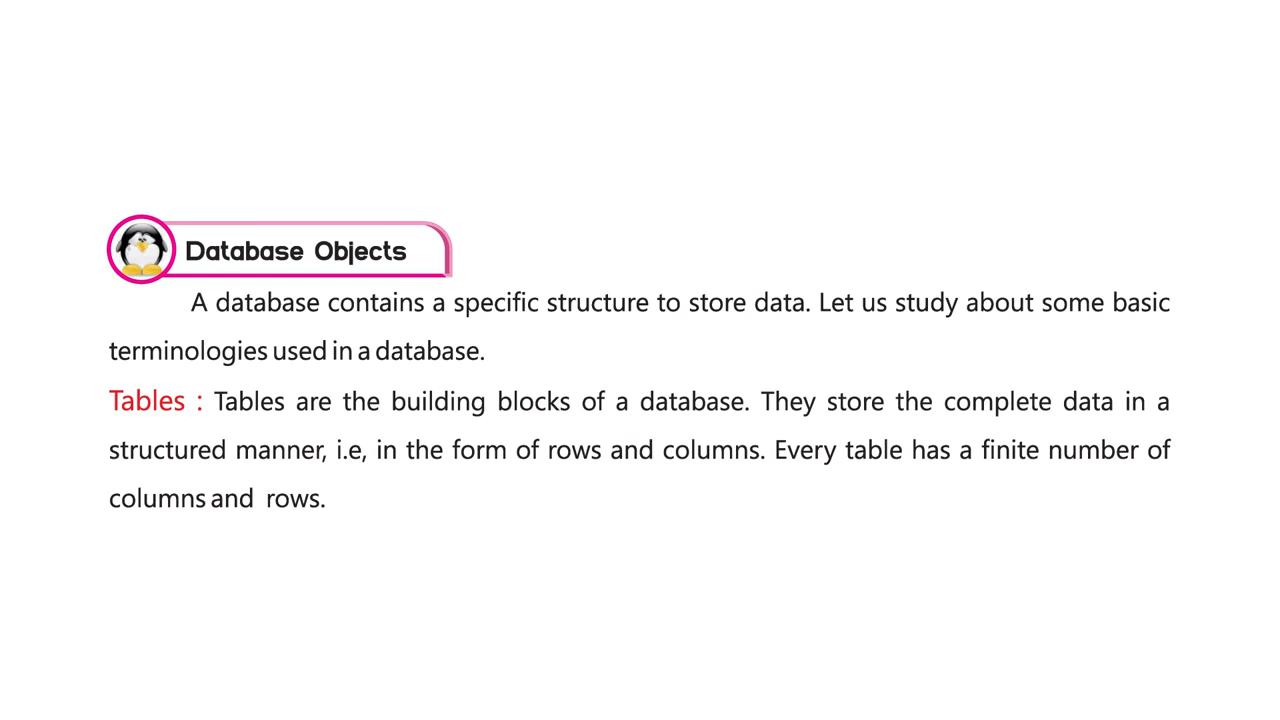 Database Objects
A database contains a specific structure to store data. Let us study about some basic
terminologies used in a database.
Tables : Tables are the building blocks of a database. They store the complete data in a
structured manner, i.e, in the form of rows and columns. Every table has a finite number of
columns and rows.